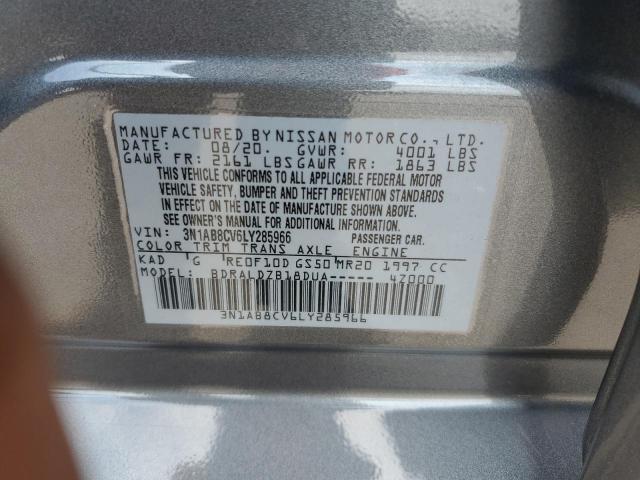 MANUFACTURED BY NISSAN MOTOR CO., LTD.
DATE: 08/20. GVWR: 4001 LBS
GAWR FR: 2161 LBS GAWR RR: 1863 LBS
THIS VEHICLE CONFORMS TO ALL APPLICABLE FEDERAL MOTOR
VEHICLE SAFETY, BUMPER AND THEFT PREVENTION STANDARDS
IN EFFECT ON THE DATE OF MANUFACTURE SHOWN ABOVE.
SEE OWNER'S MANUAL FOR ADDITIONAL INFORMATION.
VIN: 3N1AB8CV6LY285966 PASSENGER CAR.
COLOR TRIM TRANS AXLE ENGINE
KAD G RE0F10D GS50 MR20 1997 CC
MODEL: BDRALDZB18DUA----- 47000
3N1AB8CV6LY285966